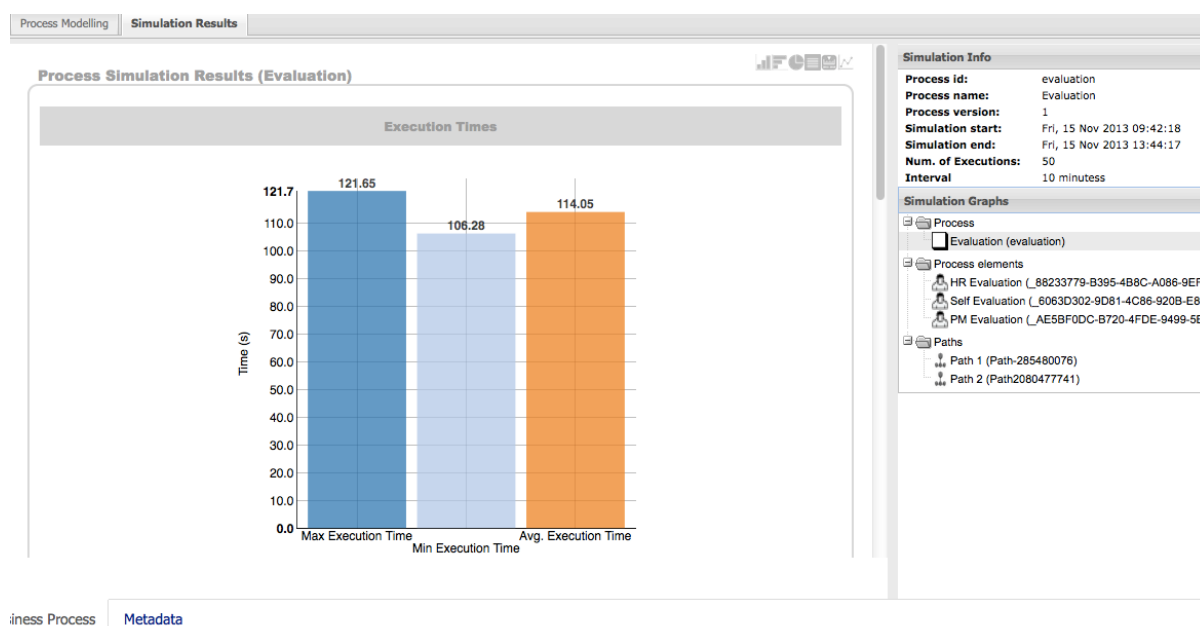 Process Modelling
Simulation Results
Process Simulation Results (Evaluation)
Execution Times
121.7
110.0
100.0
90.0
80.0
70.0
60.0
50.0
40.0
30.0
20.0
10.0
0.0
Time (s)
121.65
106.28
114.05
Max Execution Time
Min Execution Time
Avg. Execution Time
Simulation Info
Process id: evaluation
Process name: Evaluation
Process version: 1
Simulation start: Fri, 15 Nov 2013 09:42:18
Simulation end: Fri, 15 Nov 2013 13:44:17
Num. of Executions: 50
Interval 10 minutess
Simulation Graphs
Process
Evaluation (evaluation)
Process elements
HR Evaluation (_88233779-B395-4B8C-A086-9EF
Self Evaluation (_6063D302-9D81-4C86-920B-E8
PM Evaluation (_AE5BF0DC-B720-4FDE-9499-5E
Paths
Path 1 (Path-285480076)
Path 2 (Path2080477741)
siness Process
Metadata